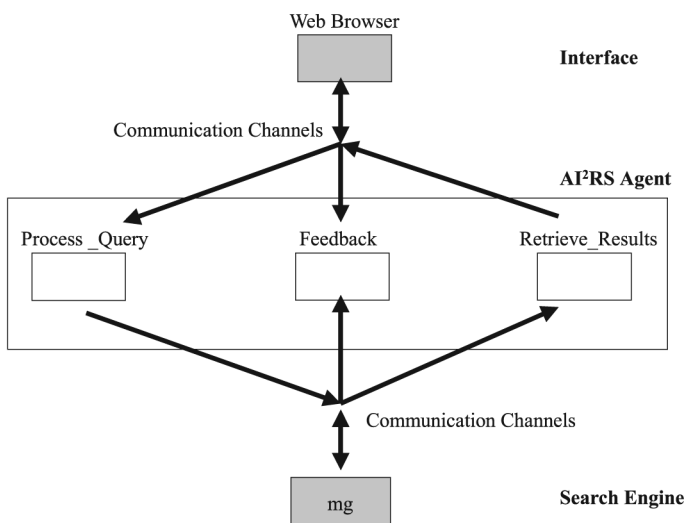 Web Browser
Interface
Communication Channels
AI²RS Agent
Process _Query
Feedback
Retrieve_Results
Communication Channels
mg
Search Engine